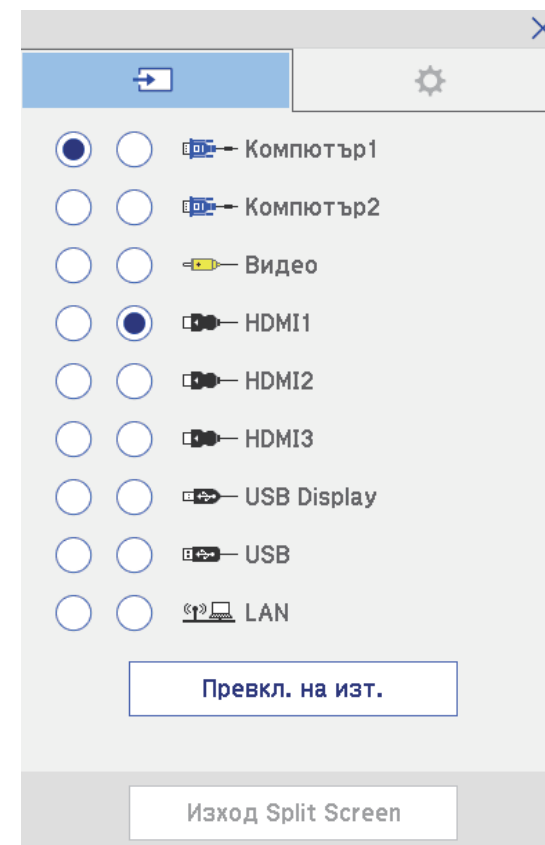 Компютър1
Компютър2
Видео
HDMI1
HDMI2
HDMI3
USB Display
USB
LAN
Превкл. на изт.
Изход Split Screen